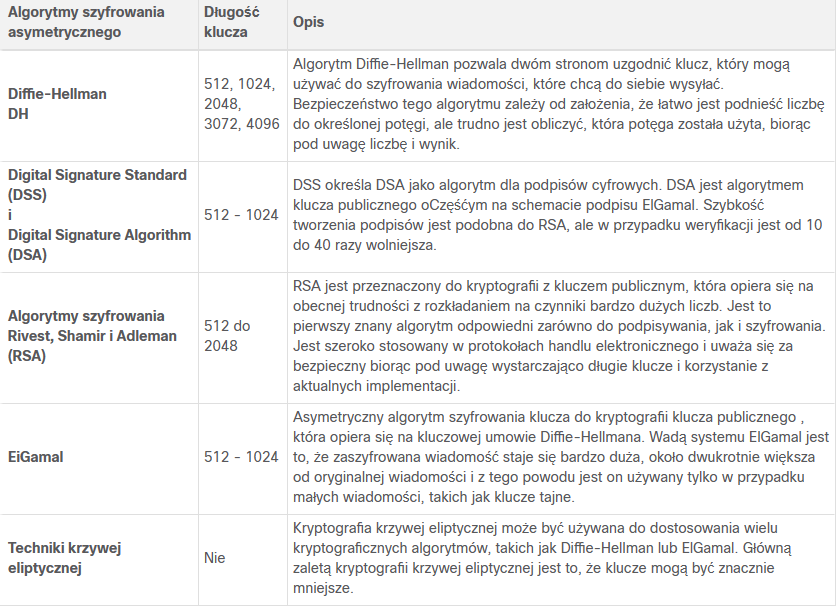 Algorytmy szyfrowania
asymetrycznego
Długość
klucza
Opis
Diffie-Hellman
DH
512, 1024,
2048,
3072, 4096
Algorytm Diffie-Hellman pozwala dwóm stronom uzgodnić klucz, który mogą
używać do szyfrowania wiadomości, które chcą do siebie wysyłać.
Bezpieczeństwo tego algorytmu zależy od założenia, że łatwo jest podnieść liczbę
do określonej potęgi, ale trudno jest obliczyć, która potęga została użyta, biorąc
pod uwagę liczbę i wynik.
Digital Signature Standard
(DSS)
i
Digital Signature Algorithm
(DSA)
512 - 1024
DSS określa DSA jako algorytm dla podpisów cyfrowych. DSA jest algorytmem
klucza publicznego oCzęśćym na schemacie podpisu ElGamal. Szybkość
tworzenia podpisów jest podobna do RSA, ale w przypadku weryfikacji jest od 10
do 40 razy wolniejsza.
Algorytmy szyfrowania
Rivest, Shamir i Adleman
(RSA)
512 do
2048
RSA jest przeznaczony do kryptografii z kluczem publicznym, która opiera się na
obecnej trudności z rozkładaniem na czynniki bardzo dużych liczb. Jest to
pierwszy znany algorytm odpowiedni zarówno do podpisywania, jak i szyfrowania.
Jest szeroko stosowany w protokołach handlu elektronicznego i uważa się za
bezpieczny biorąc pod uwagę wystarczająco długie klucze i korzystanie z
aktualnych implementacji.
EiGamal
512 - 1024
Asymetryczny algorytm szyfrowania klucza do kryptografii klucza publicznego ,
która opiera się na kluczowej umowie Diffie-Hellmana. Wadą systemu ElGamal jest
to, że zaszyfrowana wiadomość staje się bardzo duża, około dwukrotnie większa
od oryginalnej wiadomości i z tego powodu jest on używany tylko w przypadku
małych wiadomości, takich jak klucze tajne.
Techniki krzywej
eliptycznej
Nie
Kryptografia krzywej eliptycznej może być używana do dostosowania wielu
kryptograficznych algorytmów, takich jak Diffie-Hellman lub ElGamal. Główną
zaletą kryptografii krzywej eliptycznej jest to, że klucze mogą być znacznie
mniejsze.